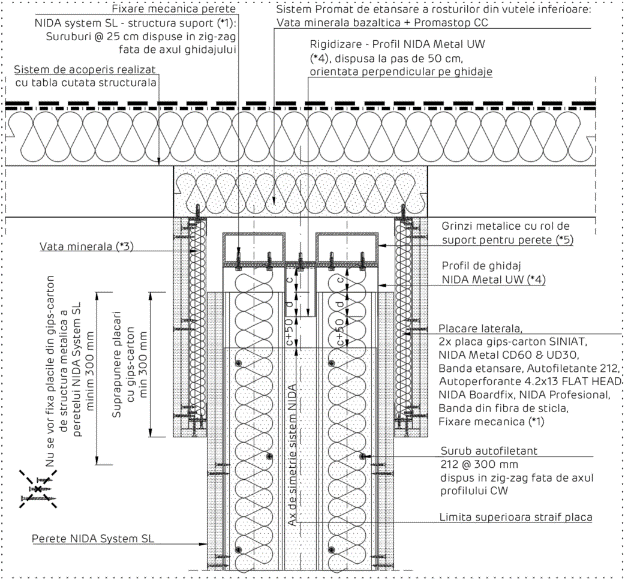 Fixare mecanica perete
NIDA system SL - structura suport (*1):
Suruburi @ 25 cm dispuse in zig-zag
fata de axul ghidajului
Sistem Promat de etansare a rosturilor din vutele inferioare:
Vata minerala bazaltica + Promastop CC
Rigidizare - Profil NIDA Metal UW
(*4), dispusa la pas de 50 cm,
orientata perpendicular pe ghidaje
Sistem de acoperis realizat
cu tabla cutata structurala
Vata minerala (*3)
Grinzi metalice cu rol de
suport pentru perete (*5)
Profil de ghidaj
NIDA Metal UW (*4)
c
d
c+50
c
d
c+50
Nu se vor fixa placile din gips-carton
de structura metalica a
peretelui NIDA System SL
minim 300 mm
Suprapunere placari
cu gips-carton
min 300 mm
Placare laterala,
2x placa gips-carton SINIAT,
NIDA Metal CD60 & UD30,
Banda etansare, Autofiletante 212,
Autoperforante 4.2x13 FLAT HEAD
NIDA Boardfix, NIDA Profesional,
Banda din fibra de sticla,
Fixare mecanica (*1)
Ax de simetrie sistem NIDA
Surub autofiletant
212 @ 300 mm
dispus in zig-zag fata de axul
profilului CW
Limita superioara straif placa
Perete NIDA System SL